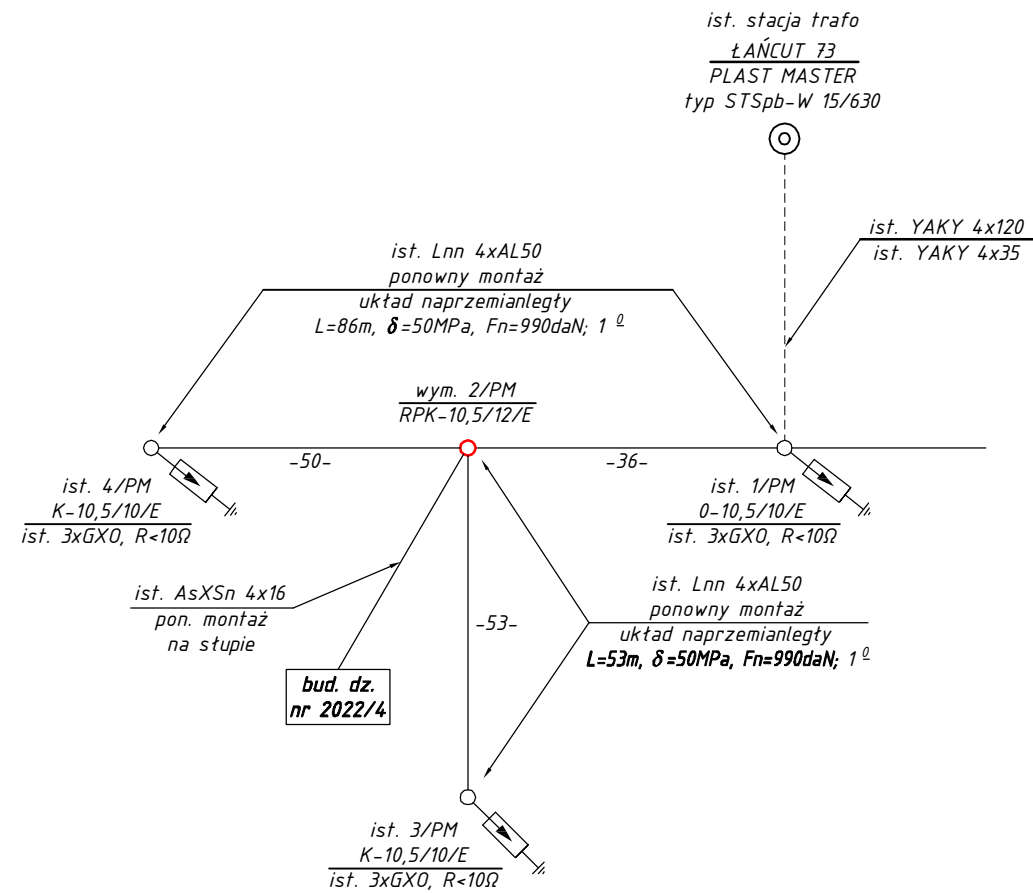 ist. stacja trafo
ŁAŃCUT 73
PLAST MASTER
typ STSpb-W 15/630
ist. YAKY 4x120
ist. YAKY 4x35
ist. Lnn 4xAL50
ponowny montaż
układ naprzemianległy
L=86m, δ=50MPa, Fn=990daN; 1 º
wym. 2/PM
RPK-10,5/12/E
-50-
-36-
ist. 4/PM
K-10,5/10/E
ist. 3xGXO, R<10Ω
ist. 1/PM
O-10,5/10/E
ist. 3xGXO, R<10Ω
ist. AsXSn 4x16
pon. montaż
na słupie
-53-
ist. Lnn 4xAL50
ponowny montaż
układ naprzemianległy
L=53m, δ=50MPa, Fn=990daN; 1 º
bud. dz.
nr 2022/4
ist. 3/PM
K-10,5/10/E
ist. 3xGXO, R<10Ω